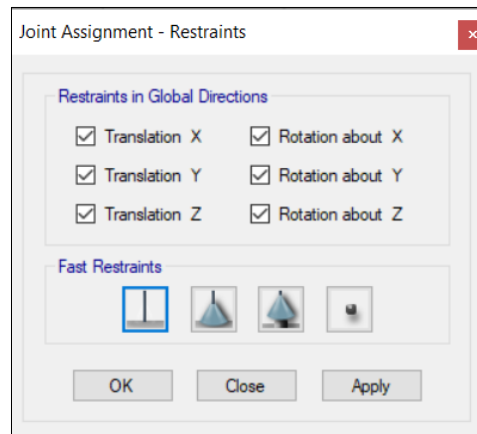 Joint Assignment - Restraints
Restraints in Global Directions
Translation X Rotation about X
Translation Y Rotation about Y
Translation Z Rotation about Z
Fast Restraints
OK Close Apply